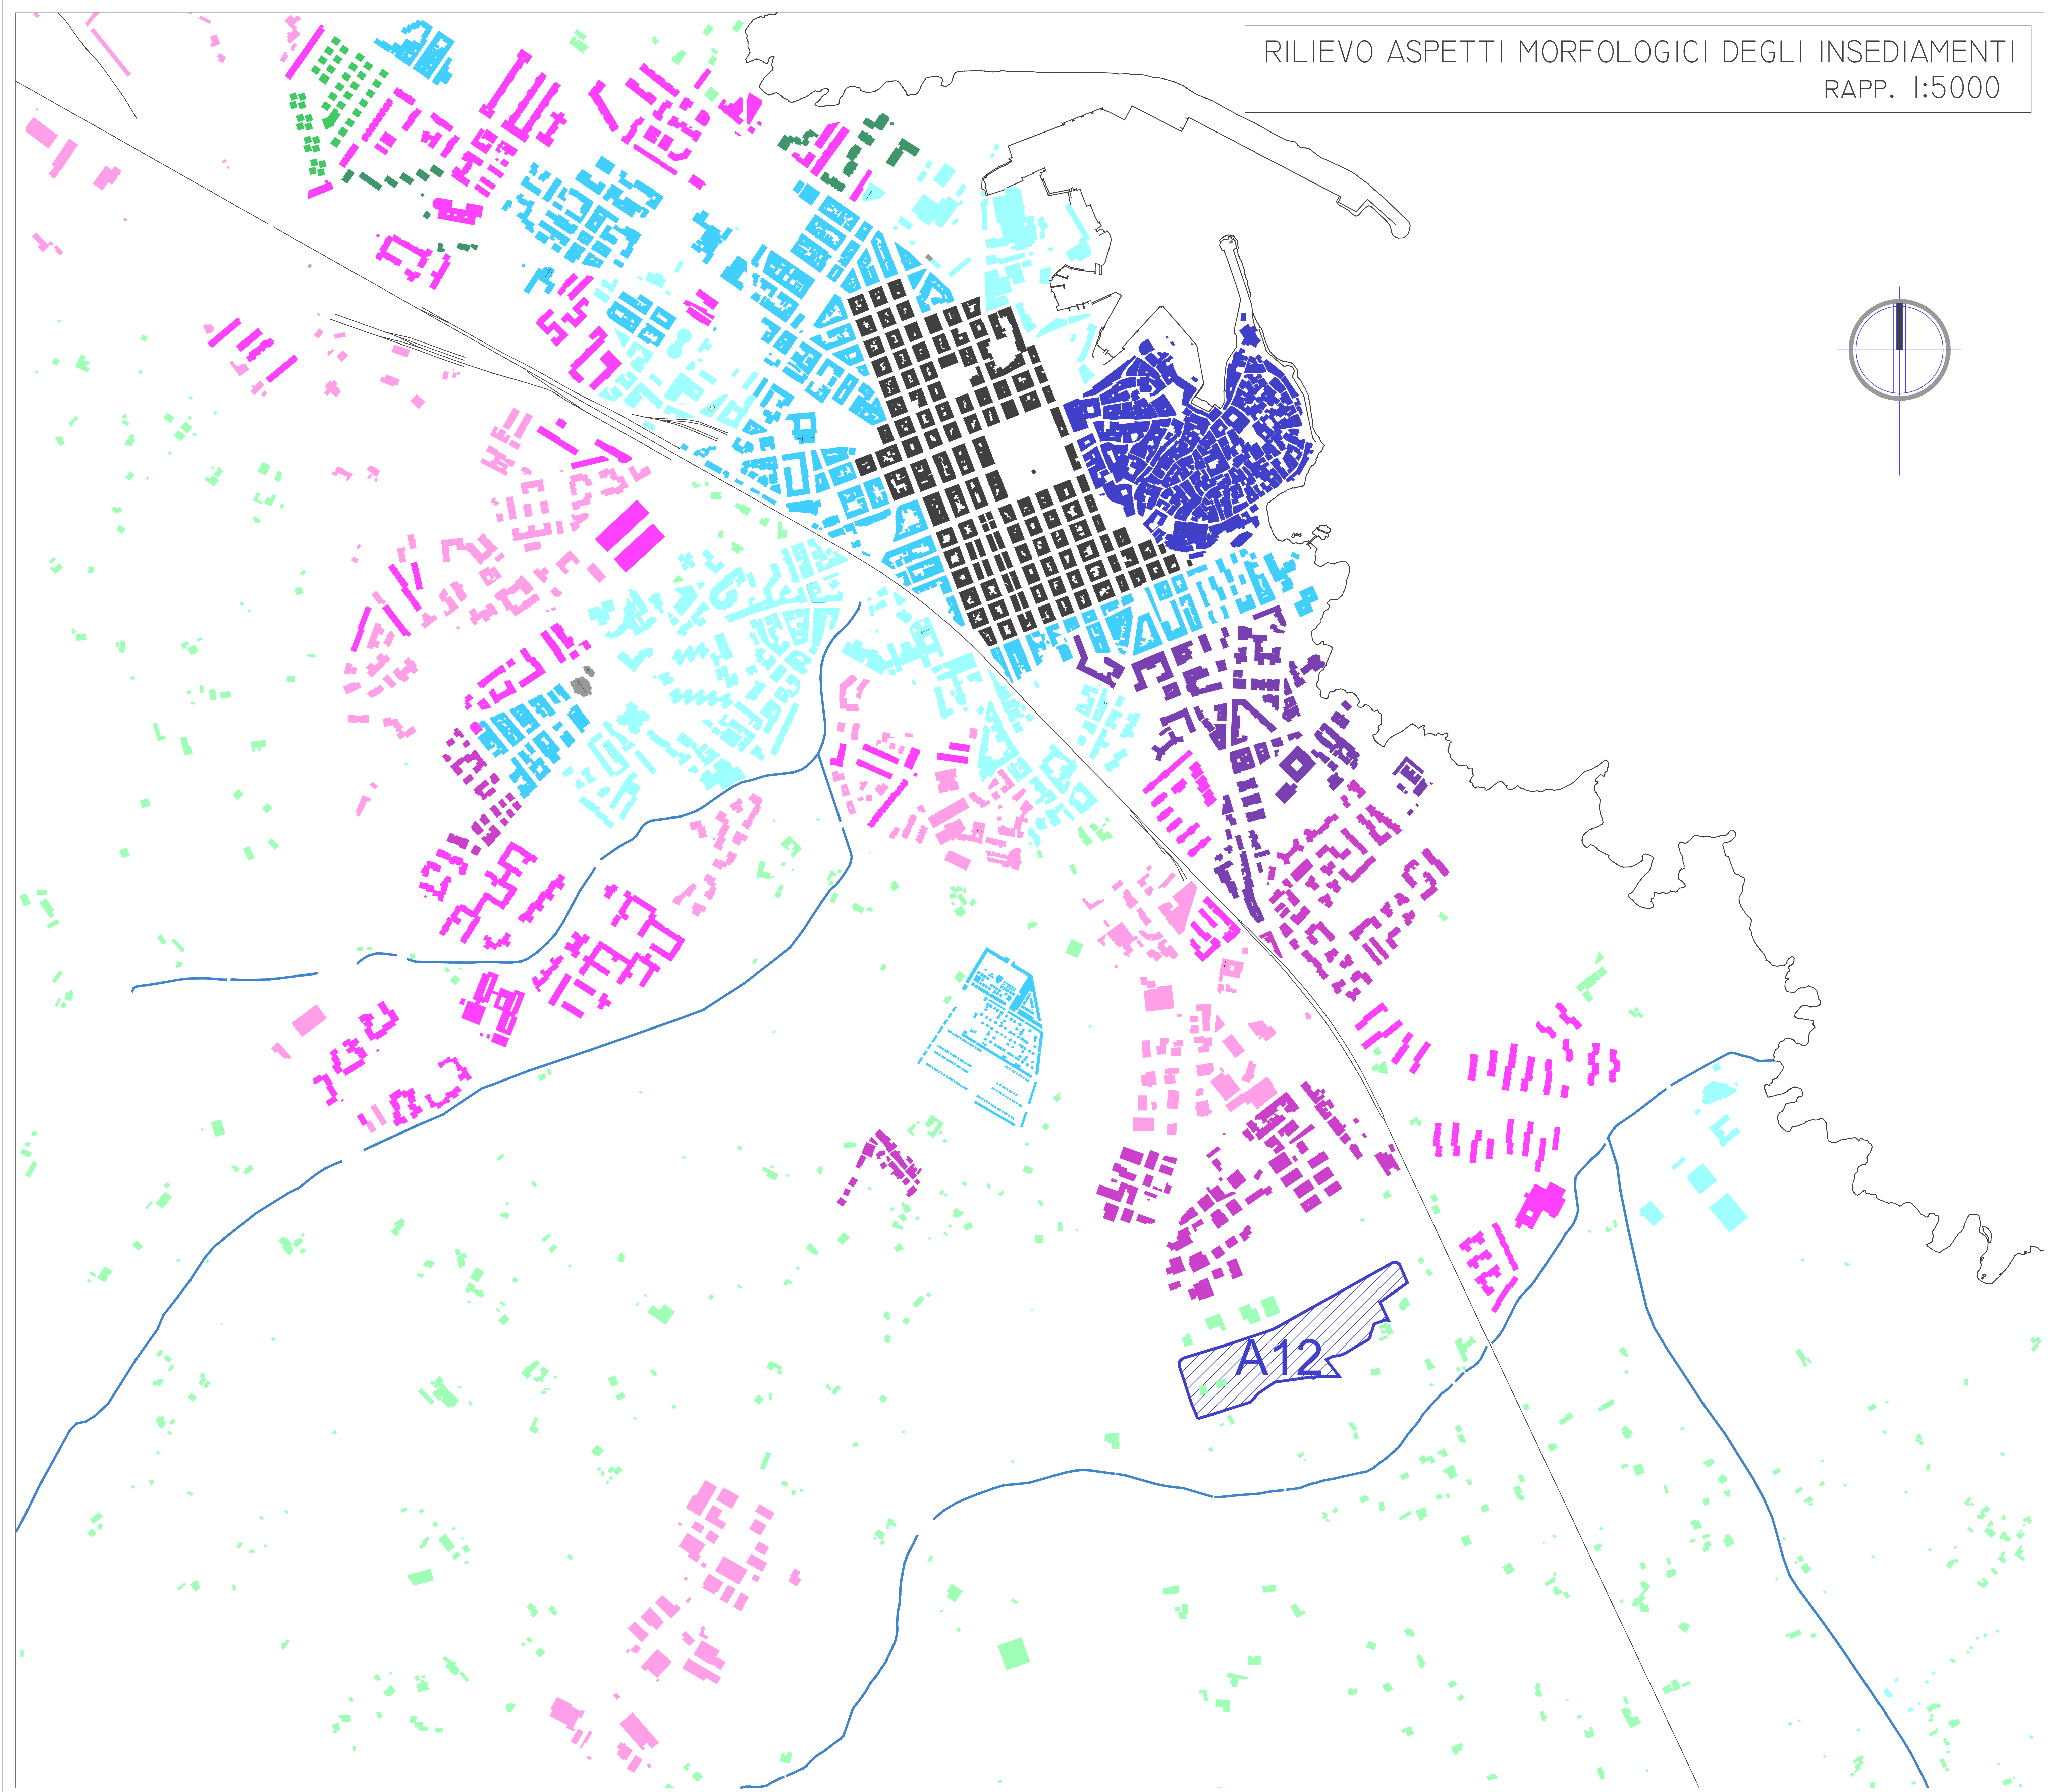 RILIEVO ASPETTI MORFOLOGICI DEGLI INSEDIAMENTI
RAPP. 1:5000
A12